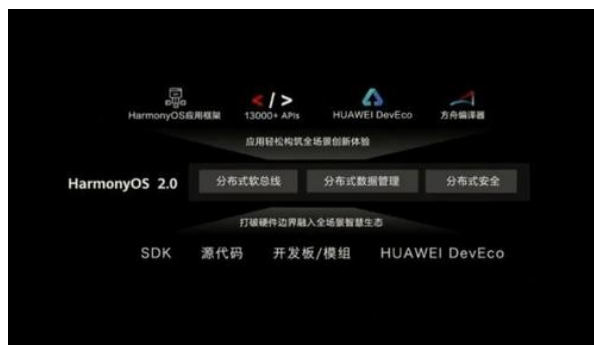 HarmonyOS应用框架 13000+ APIs HUAWEI DevEco 方舟编译器
应用轻松构筑全场景创新体验
HarmonyOS 2.0 分布式软总线 分布式数据管理 分布式安全
打破硬件边界融入全场景智慧生态
SDK 源代码 开发板/模组 HUAWEI DevEco